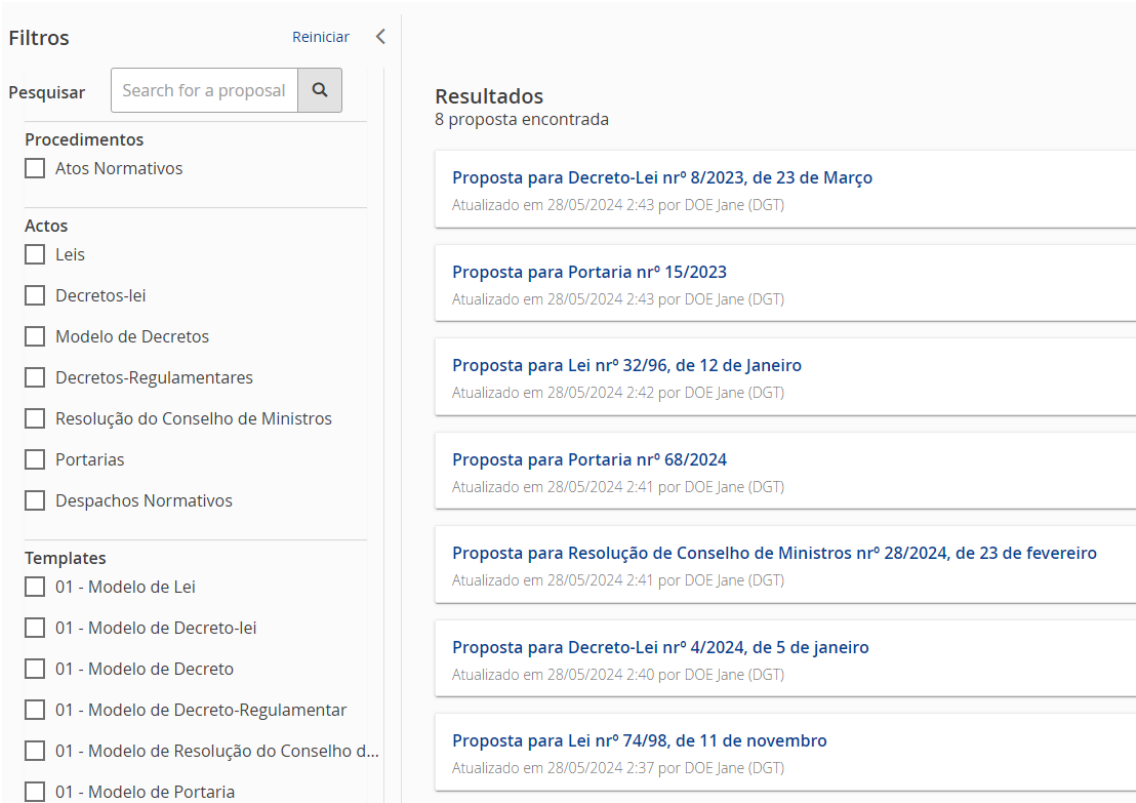 Filtros
Reiniciar
Pesquisar
Search for a proposal
Procedimentos
Atos Normativos
Actos
Leis
Decretos-lei
Modelo de Decretos
Decretos-Regulamentares
Resolução do Conselho de Ministros
Portarias
Despachos Normativos
Templates
01 - Modelo de Lei
01 - Modelo de Decreto-lei
01 - Modelo de Decreto
01 - Modelo de Decreto-Regulamentar
01 - Modelo de Resolução do Conselho d...
01 - Modelo de Portaria
Resultados
8 proposta encontrada
Proposta para Decreto-Lei nrº 8/2023, de 23 de Março
Atualizado em 28/05/2024 2:43 por DOE Jane (DGT)
Proposta para Portaria nrº 15/2023
Atualizado em 28/05/2024 2:43 por DOE Jane (DGT)
Proposta para Lei nrº 32/96, de 12 de Janeiro
Atualizado em 28/05/2024 2:42 por DOE Jane (DGT)
Proposta para Portaria nrº 68/2024
Atualizado em 28/05/2024 2:41 por DOE Jane (DGT)
Proposta para Resolução de Conselho de Ministros nrº 28/2024, de 23 de fevereiro
Atualizado em 28/05/2024 2:41 por DOE Jane (DGT)
Proposta para Decreto-Lei nrº 4/2024, de 5 de janeiro
Atualizado em 28/05/2024 2:40 por DOE Jane (DGT)
Proposta para Lei nrº 74/98, de 11 de novembro
Atualizado em 28/05/2024 2:37 por DOE Jane (DGT)